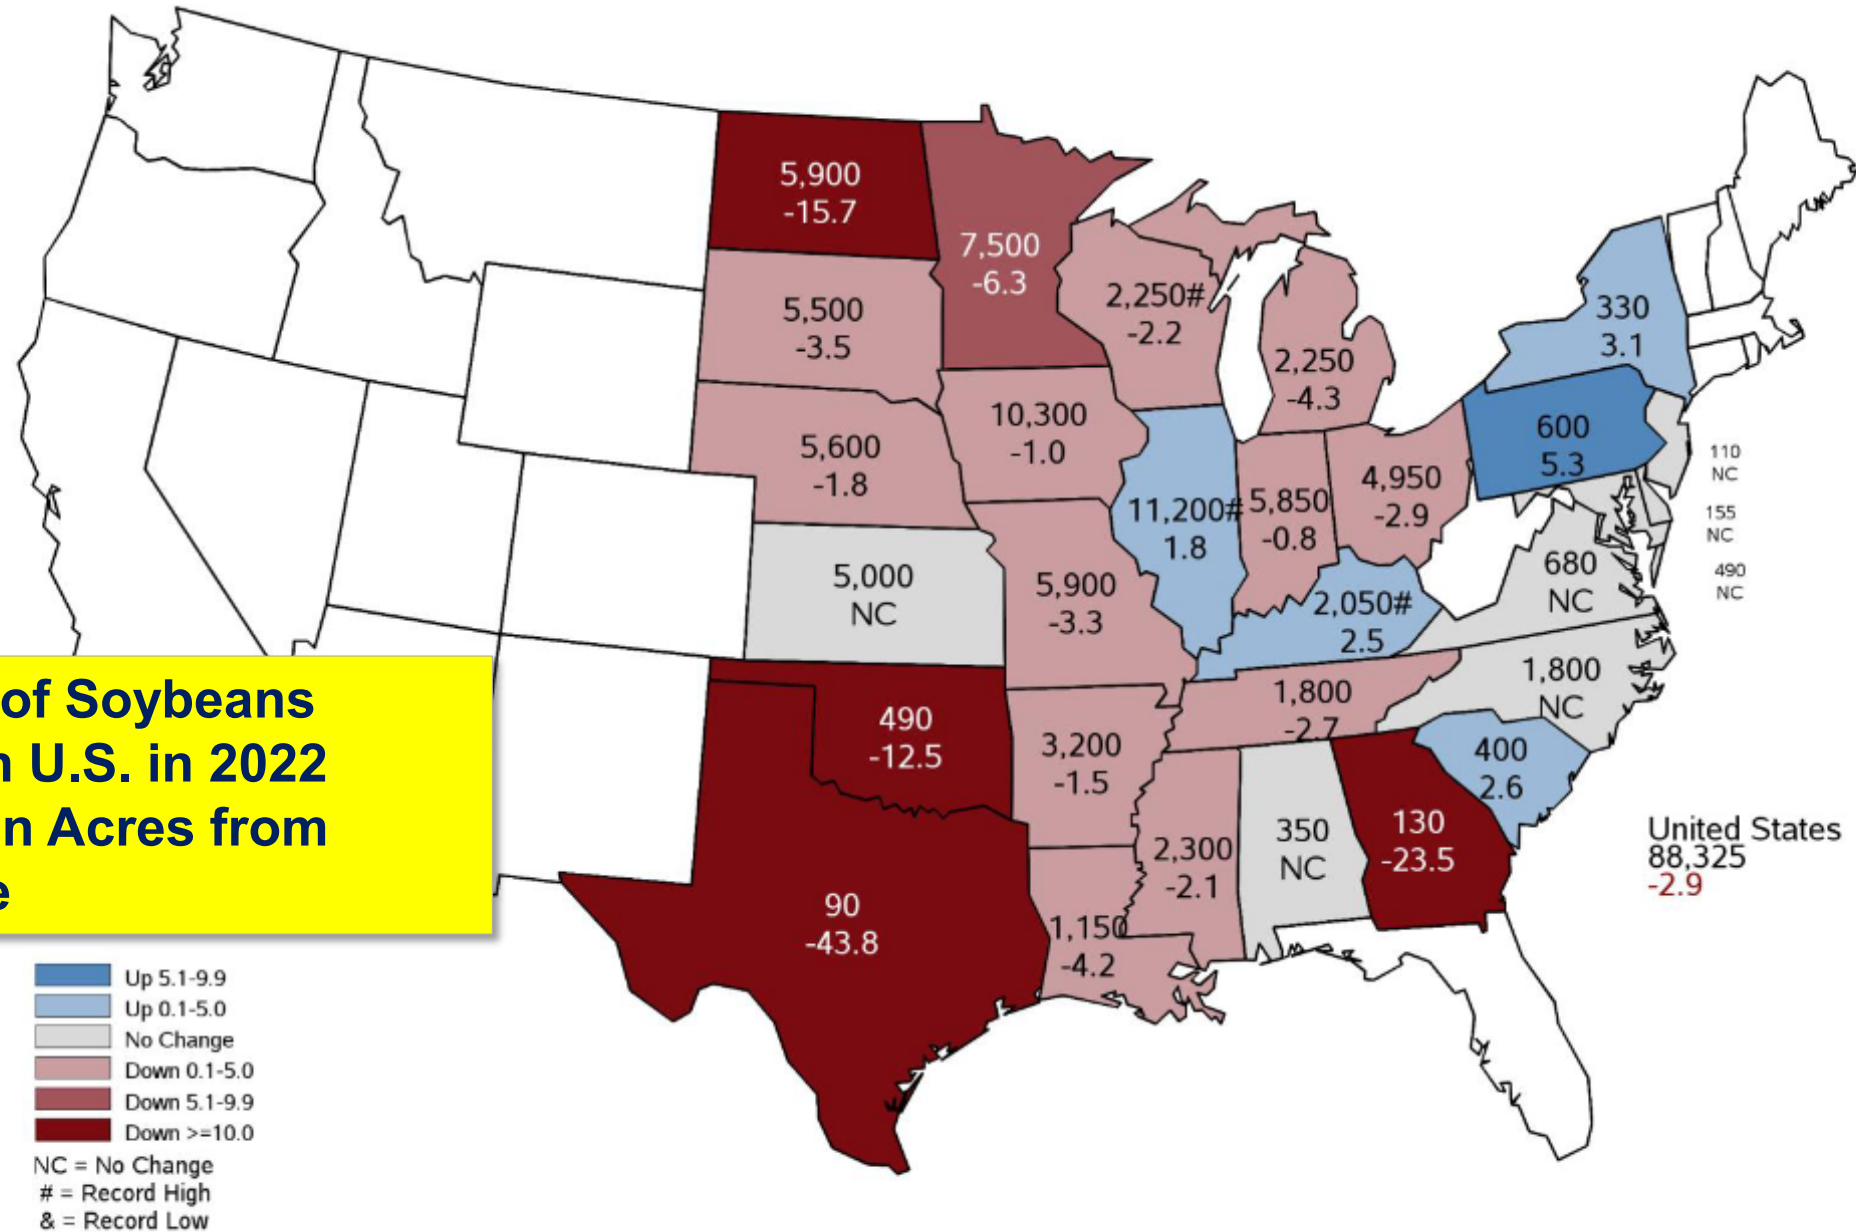 5,900
-15.7
7,500
-6.3
2,250#
-2.2
5,500
-3.5
330
3.1
2,250
-4.3
10,300
-1.0
600
5.3
5,600
-1.8
110
NC
4,950
-2.9
11,200#
1.8
5,850
-0.8
155
NC
680
NC
490
NC
5,000
NC
5,900
-3.3
2,050#
2.5
1,800
NC
1,800
-2.7
490
-12.5
3,200
-1.5
400
2.6
130
-23.5
350
NC
2,300
-2.1
90
-43.8
1,150
-4.2
United States
88,325
-2.9
of Soybeans
U.S. in 2022
Acres from
Up 5.1-9.9
Up 0.1-5.0
No Change
Down 0.1-5.0
Down 5.1-9.9
Down >=10.0
NC = No Change
# = Record High
& = Record Low